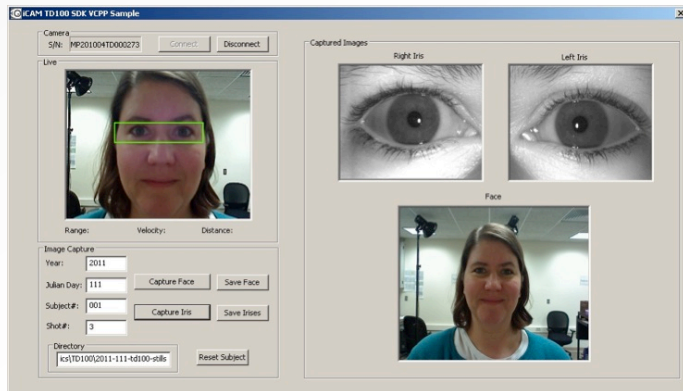 iCAM TD100 SDK VCPP Sample
Camera
S/N: MP201004TD000273 Connect Disconnect
Live
Range: Velocity: Distance:
Image Capture
Year: 2011
Julian Day: 111 Capture Face Save Face
Subject#: 001 Capture Iris Save Irises
Shot#: 3
Directory
ics\TD100\2011-111-td100-stills Reset Subject
Captured Images
Right Iris Left Iris
Face